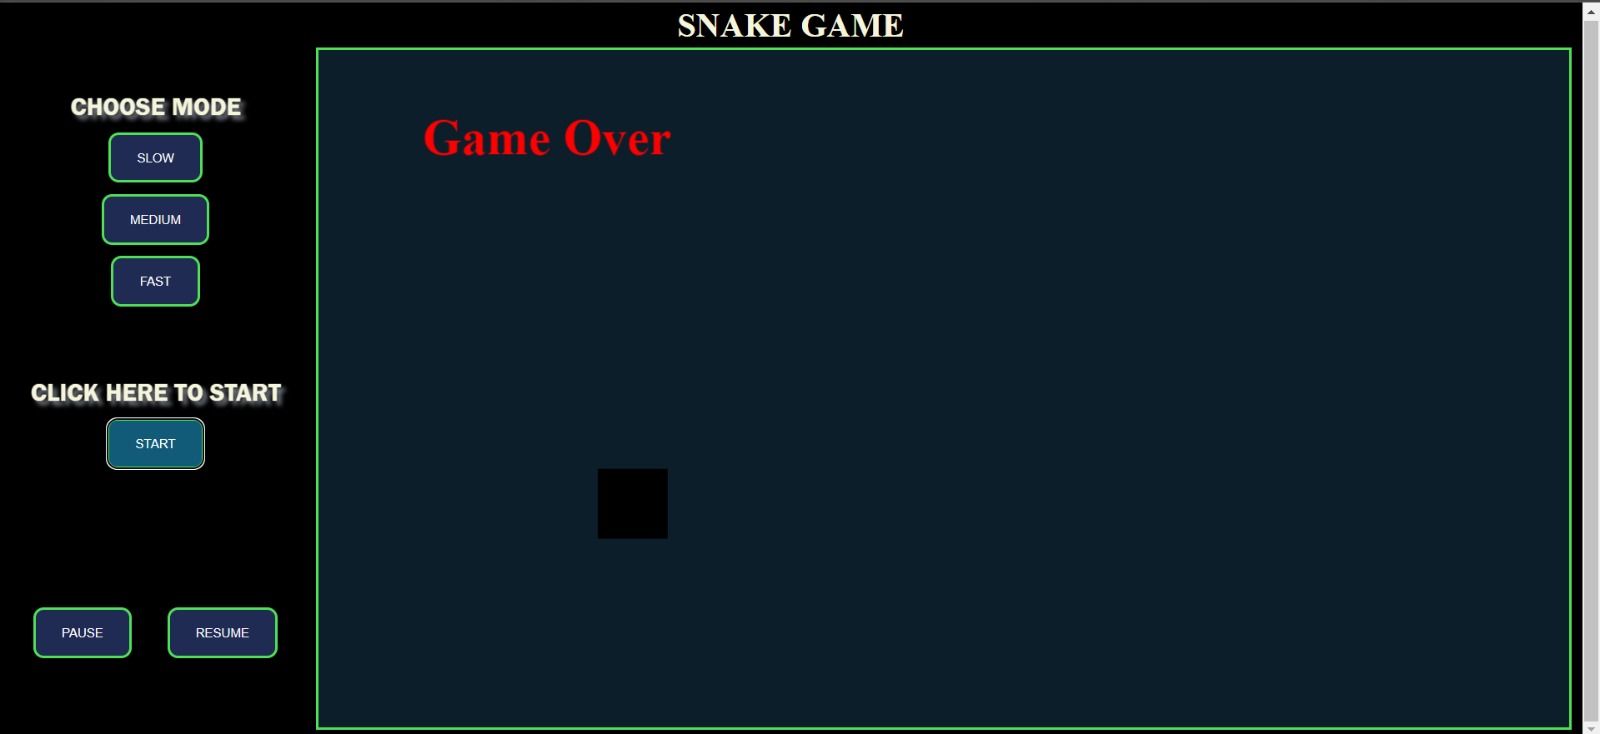 SNAKE GAME
CHOOSE MODE
SLOW
MEDIUM
FAST
CLICK HERE TO START
START
PAUSE
RESUME
Game Over